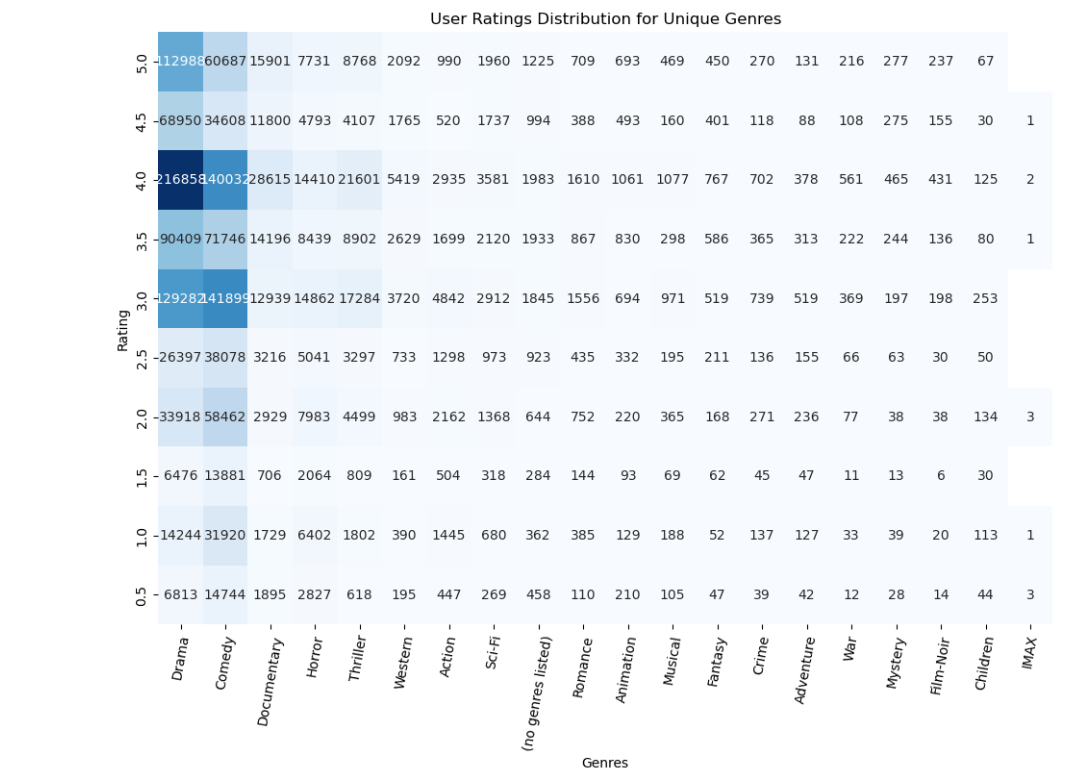 User Ratings Distribution for Unique Genres
5.0 112988 60687 15901 7731 8768 2092 990 1960 1225 709 693 469 450 270 131 216 277 237 67
4.5 68950 34608 11800 4793 4107 1765 520 1737 994 388 493 160 401 118 88 108 275 155 30 1
4.0 216858 140032 28615 14410 21601 5419 2935 3581 1983 1610 1061 1077 767 702 378 561 465 431 125 2
3.5 90409 71746 14196 8439 8902 2629 1699 2120 1933 867 830 298 586 365 313 222 244 136 80 1
3.0 129282 141899 12939 14862 17284 3720 4842 2912 1845 1556 694 971 519 739 519 369 197 198 253
Rating
2.5 26397 38078 3216 5041 3297 733 1298 973 923 435 332 195 211 136 155 66 63 30 50
2.0 33918 58462 2929 7983 4499 983 2162 1368 644 752 220 365 168 271 236 77 38 38 134 3
1.5 6476 13881 706 2064 809 161 504 318 284 144 93 69 62 45 47 11 13 6 30
1.0 14244 31920 1729 6402 1802 390 1445 680 362 385 129 188 52 137 127 33 39 20 113 1
0.5 6813 14744 1895 2827 618 195 447 269 458 110 210 105 47 39 42 12 28 14 44 3
Drama Comedy Documentary Horror Thriller Western Action Sci-Fi (no genres listed) Romance Animation Musical Fantasy Crime Adventure War Mystery Film-Noir Children IMAX
Genres